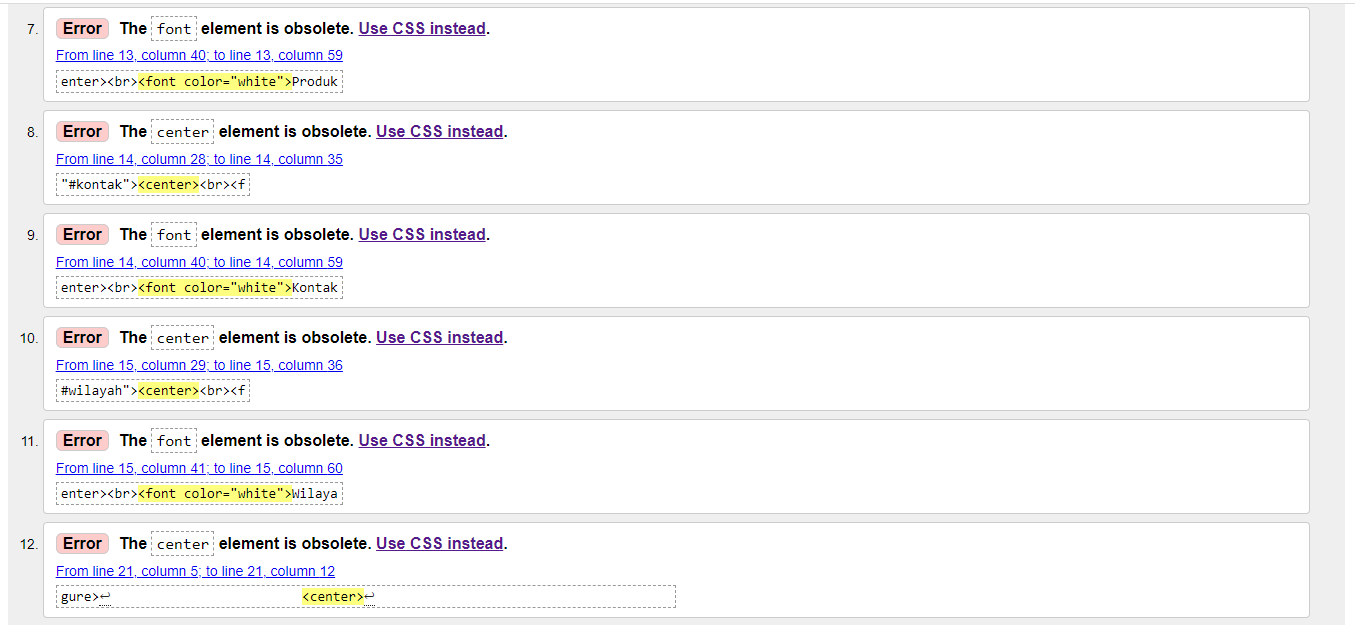 7. Error The font element is obsolete. Use CSS instead.
From line 13, column 40; to line 13, column 59
enter><br><font color="white">Produk
8. Error The center element is obsolete. Use CSS instead.
From line 14, column 28; to line 14, column 35
"#kontak"><center><br><f
9. Error The font element is obsolete. Use CSS instead.
From line 14, column 40; to line 14, column 59
enter><br><font color="white">Kontak
10. Error The center element is obsolete. Use CSS instead.
From line 15, column 29; to line 15, column 36
#wilayah"><center><br><f
11. Error The font element is obsolete. Use CSS instead.
From line 15, column 41; to line 15, column 60
enter><br><font color="white">Wilaya
12. Error The center element is obsolete. Use CSS instead.
From line 21, column 5; to line 21, column 12
gure>↩ <center>↩